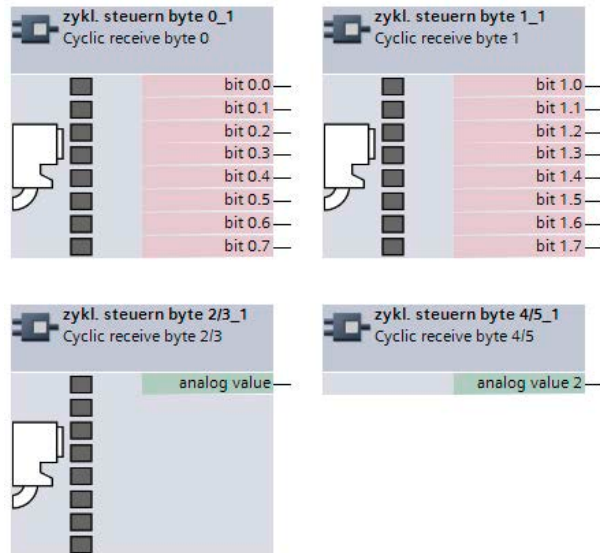 zykl. steuern byte 0_1
Cyclic receive byte 0
bit 0.0
bit 0.1
bit 0.2
bit 0.3
bit 0.4
bit 0.5
bit 0.6
bit 0.7
zykl. steuern byte 1_1
Cyclic receive byte 1
bit 1.0
bit 1.1
bit 1.2
bit 1.3
bit 1.4
bit 1.5
bit 1.6
bit 1.7
zykl. steuern byte 2/3_1
Cyclic receive byte 2/3
analog value
zykl. steuern byte 4/5_1
Cyclic receive byte 4/5
analog value 2